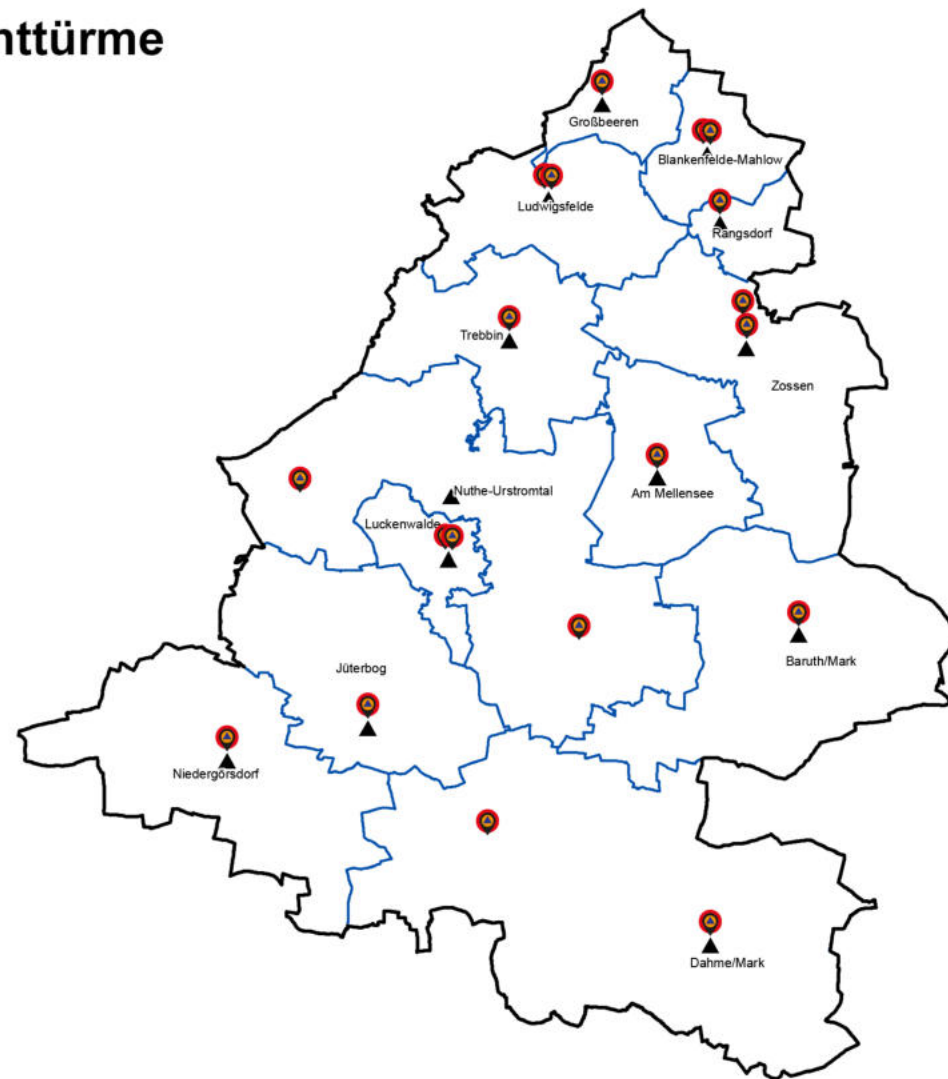 nttürme
Großbeeren
Blankenfelde-Mahlow
Ludwigsfelde
Rangsdorf
Trebbin
Zossen
Nuthe-Urstromtal
Am Mellensee
Luckenwalde
Baruth/Mark
Jüterbog
Niedergörsdorf
Dahme/Mark